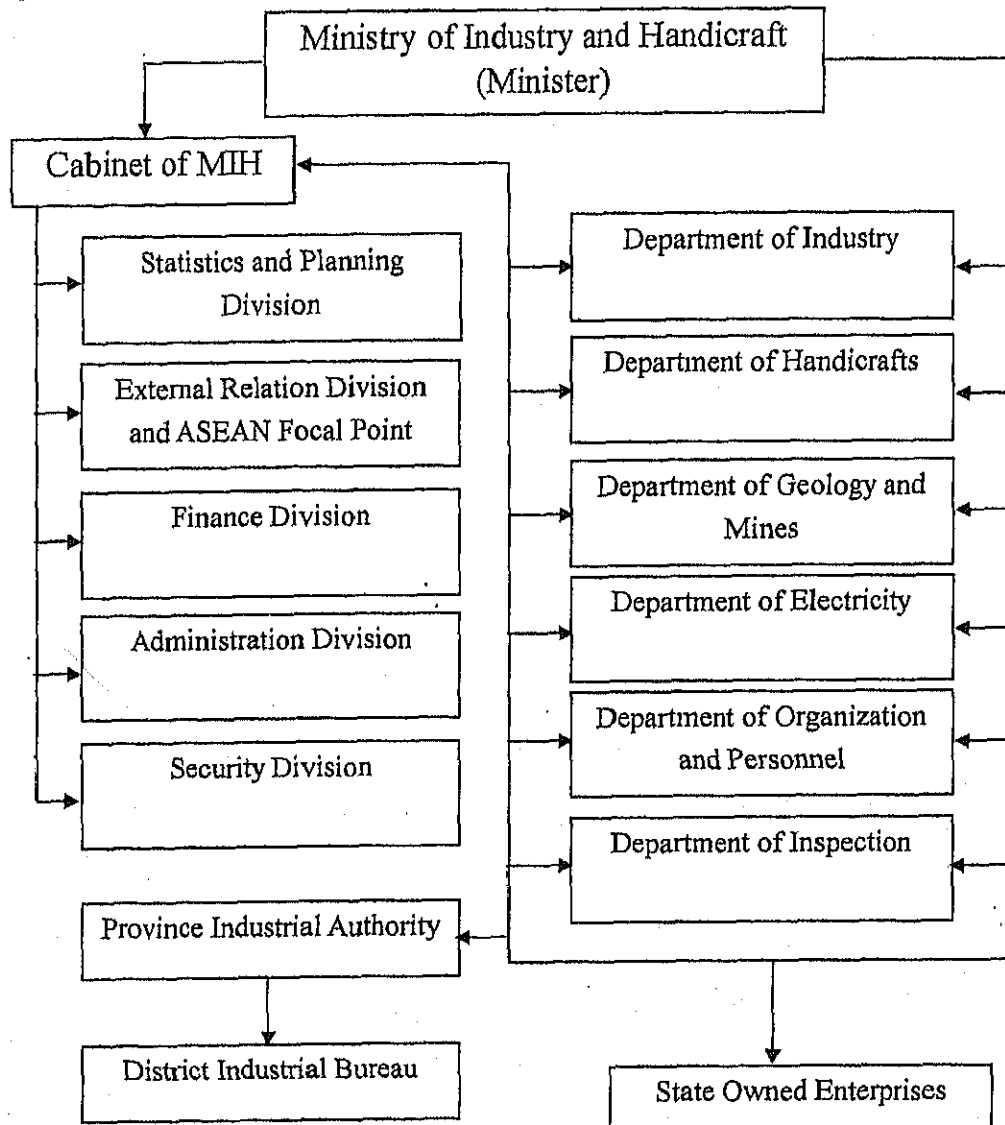 Ministry of Industry and Handicraft
(Minister)
Cabinet of MIH
Statistics and Planning
Division
External Relation Division
and ASEAN Focal Point
Finance Division
Administration Division
Security Division
Province Industrial Authority
District Industrial Bureau
Department of Industry
Department of Handicrafts
Department of Geology and
Mines
Department of Electricity
Department of Organization
and Personnel
Department of Inspection
State Owned Enterprises